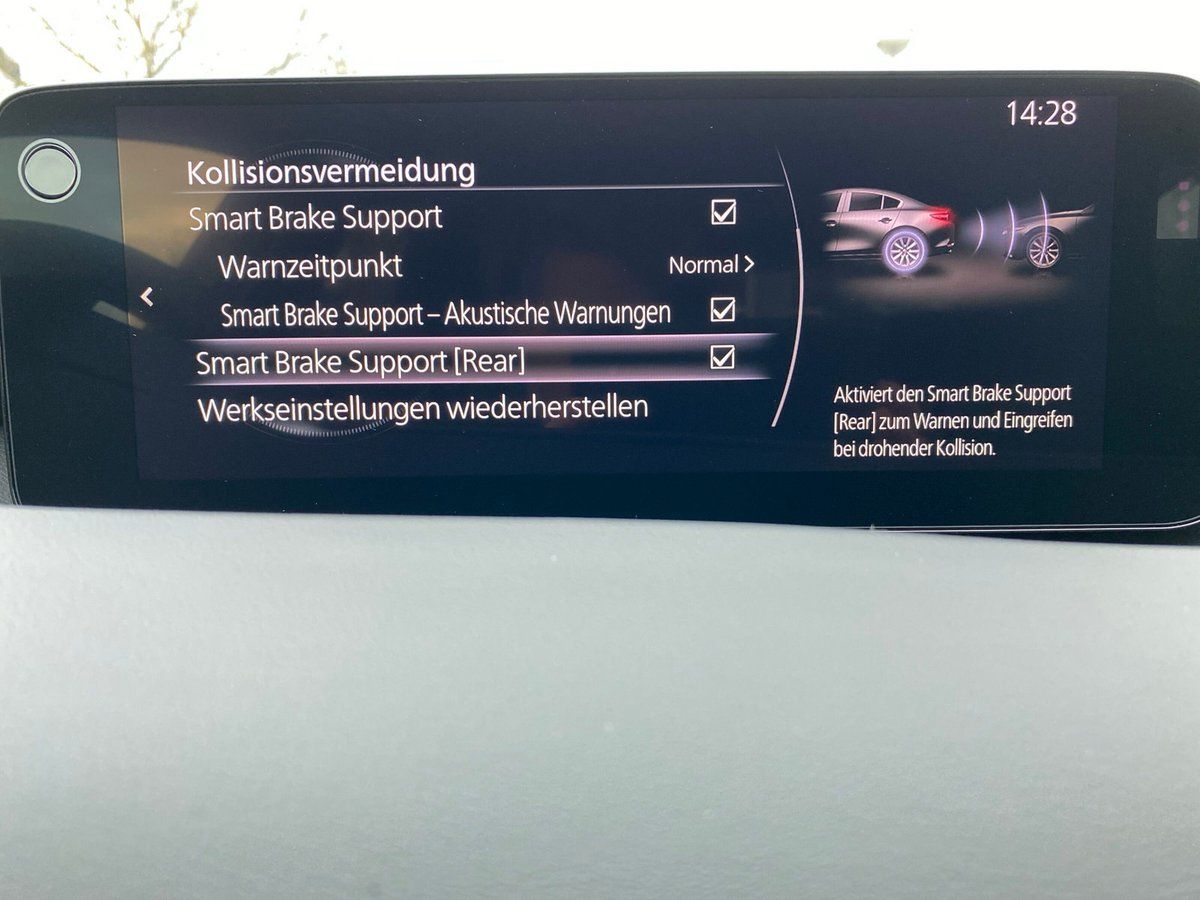 14:28
Kollisionsvermeidung
Smart Brake Support
Warnzeitpunkt Normal
Smart Brake Support – Akustische Warnungen
Smart Brake Support [Rear]
Werkseinstellungen wiederherstellen
Aktiviert den Smart Brake Support
[Rear] zum Warnen und Eingreifen
bei drohender Kollision.